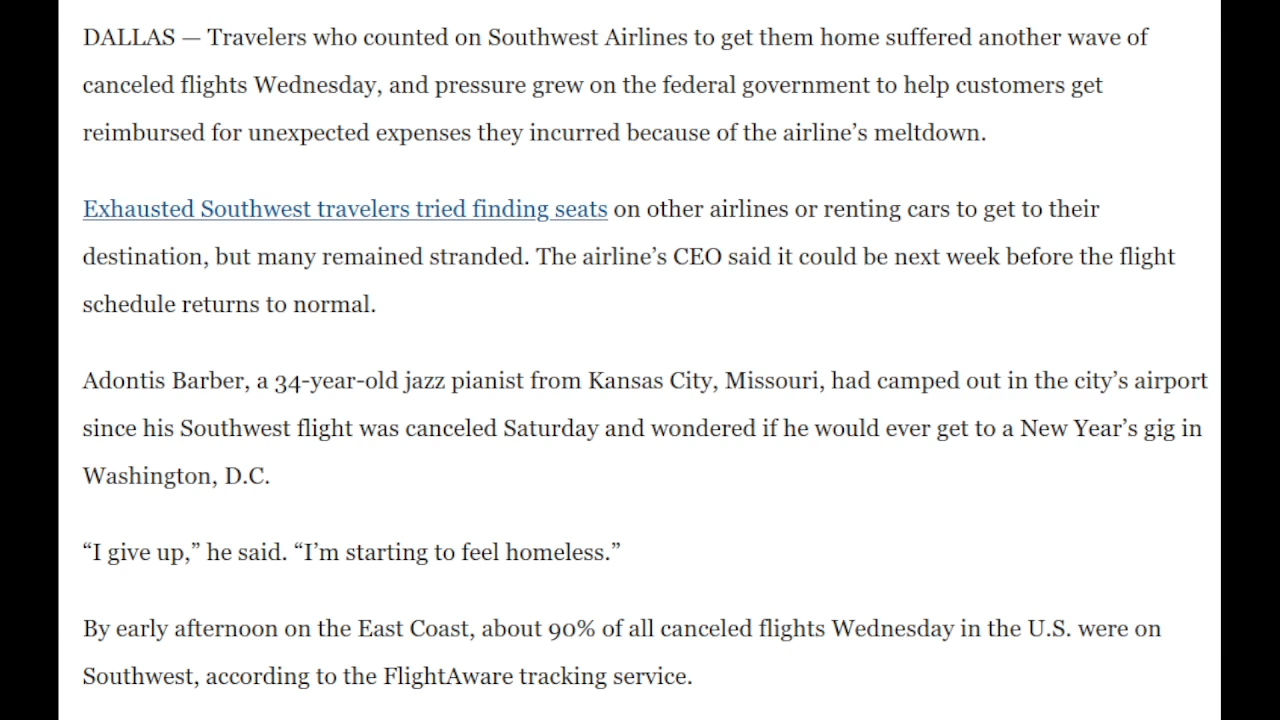 DALLAS — Travelers who counted on Southwest Airlines to get them home suffered another wave of
canceled flights Wednesday, and pressure grew on the federal government to help customers get
reimbursed for unexpected expenses they incurred because of the airline’s meltdown.
Exhausted Southwest travelers tried finding seats on other airlines or renting cars to get to their
destination, but many remained stranded. The airline’s CEO said it could be next week before the flight
schedule returns to normal.
Adontis Barber, a 34-year-old jazz pianist from Kansas City, Missouri, had camped out in the city’s airport
since his Southwest flight was canceled Saturday and wondered if he would ever get to a New Year’s gig in
Washington, D.C.
“I give up,” he said. “I’m starting to feel homeless.”
By early afternoon on the East Coast, about 90% of all canceled flights Wednesday in the U.S. were on
Southwest, according to the FlightAware tracking service.